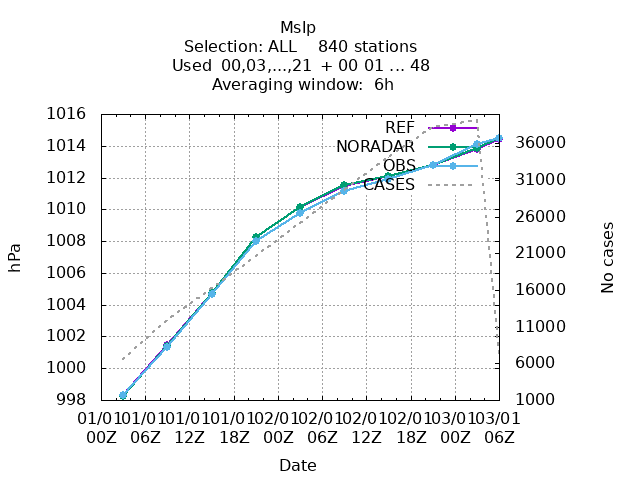 Mslp
Selection: ALL 840 stations
Used 00,03,...,21 + 00 01 ... 48
Averaging window: 6h
1016
1014
1012
1010
1008
1006
1004
1002
1000
998
hPa
REF
NORADAR
OBS
CASES
36000
31000
26000
21000
16000
11000
6000
1000
No cases
01/01 01/01 01/01 01/01 02/01 02/01 02/01 02/01 03/01 03/01
00Z 06Z 12Z 18Z 00Z 06Z 12Z 18Z 00Z 06Z
Date